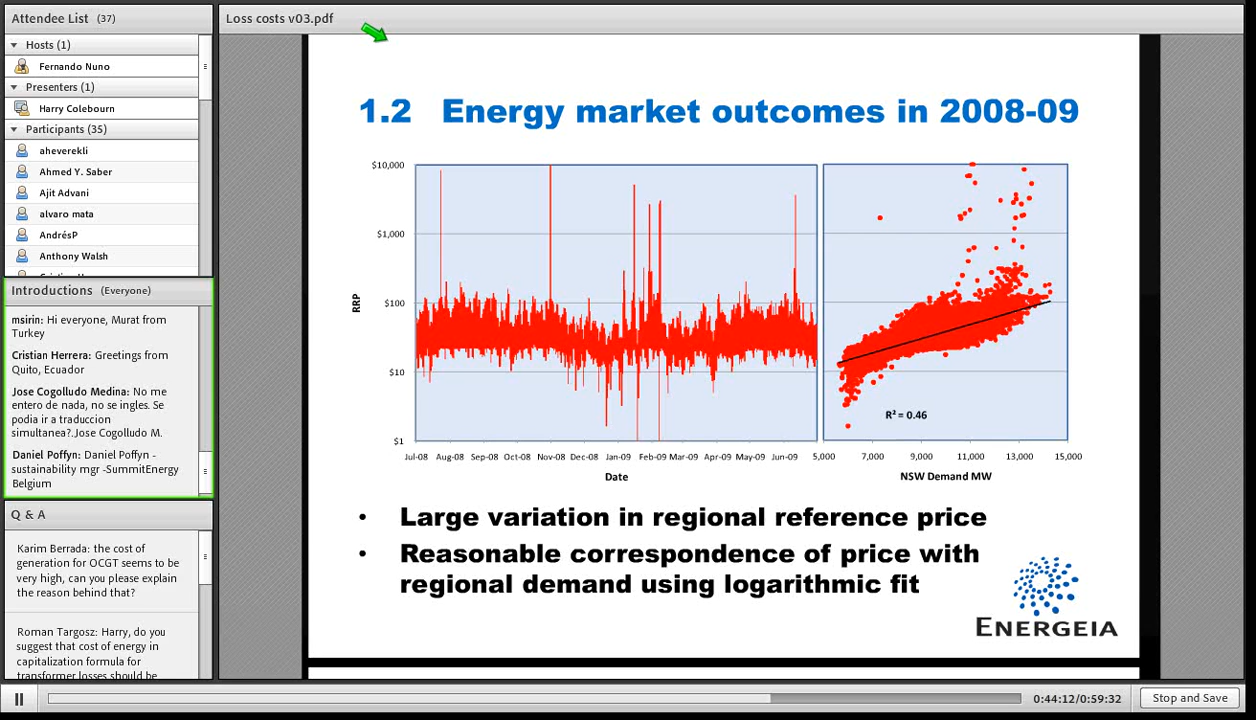 Attendee List (37)
Hosts (1)
Fernando Nuno
Presenters (1)
Harry Colebourn
Participants (35)
aheverekli
Ahmed Y. Saber
Ajit Advani
alvaro mata
AndrésP
Anthony Walsh
Introductions (Everyone)
msirin: Hi everyone, Murat from
Turkey
Cristian Herrera: Greetings from
Quito, Ecuador
Jose Cogolludo Medina: No me
entero de nada, no se ingles. Se
podia ir a traduccion
simultanea?.Jose Cogolludo M.
Daniel Poffyn: Daniel Poffyn -
sustainability mgr -SummitEnergy
Belgium
Q & A
Karim Berrada: the cost of
generation for OCGT seems to be
very high, can you please explain
the reason behind that?
Roman Targosz: Harry, do you
suggest that cost of energy in
capitalization formula for
transformer losses should be
Loss costs v03.pdf
1.2 Energy market outcomes in 2008-09
$10,000
$1,000
$100
$10
$1
RRP
Jul-08 Aug-08 Sep-08 Oct-08 Nov-08 Dec-08 Jan-09 Feb-09 Mar-09 Apr-09 May-09 Jun-09
Date
R² = 0.46
5,000 7,000 9,000 11,000 13,000 15,000
NSW Demand MW
• Large variation in regional reference price
• Reasonable correspondence of price with
regional demand using logarithmic fit
ENERGEIA
0:44:12/0:59:32
Stop and Save